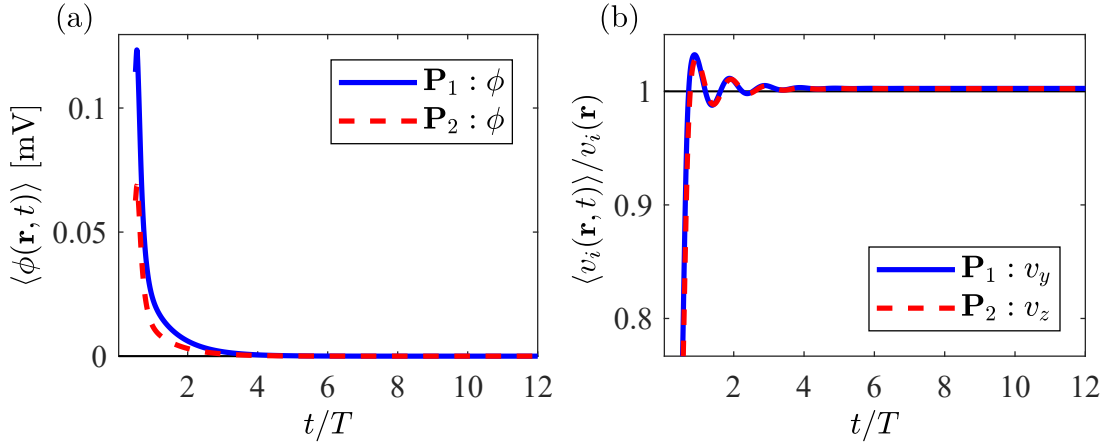 (a)
⟨ϕ(r, t)⟩ [mV]
0.1
0.05
0
P₁ : ϕ
P₂ : ϕ
2 4 6 8 10 12
t/T
(b)
⟨vᵢ(r, t)⟩/vᵢ(r)
1
0.9
0.8
P₁ : v_y
P₂ : v_z
2 4 6 8 10 12
t/T